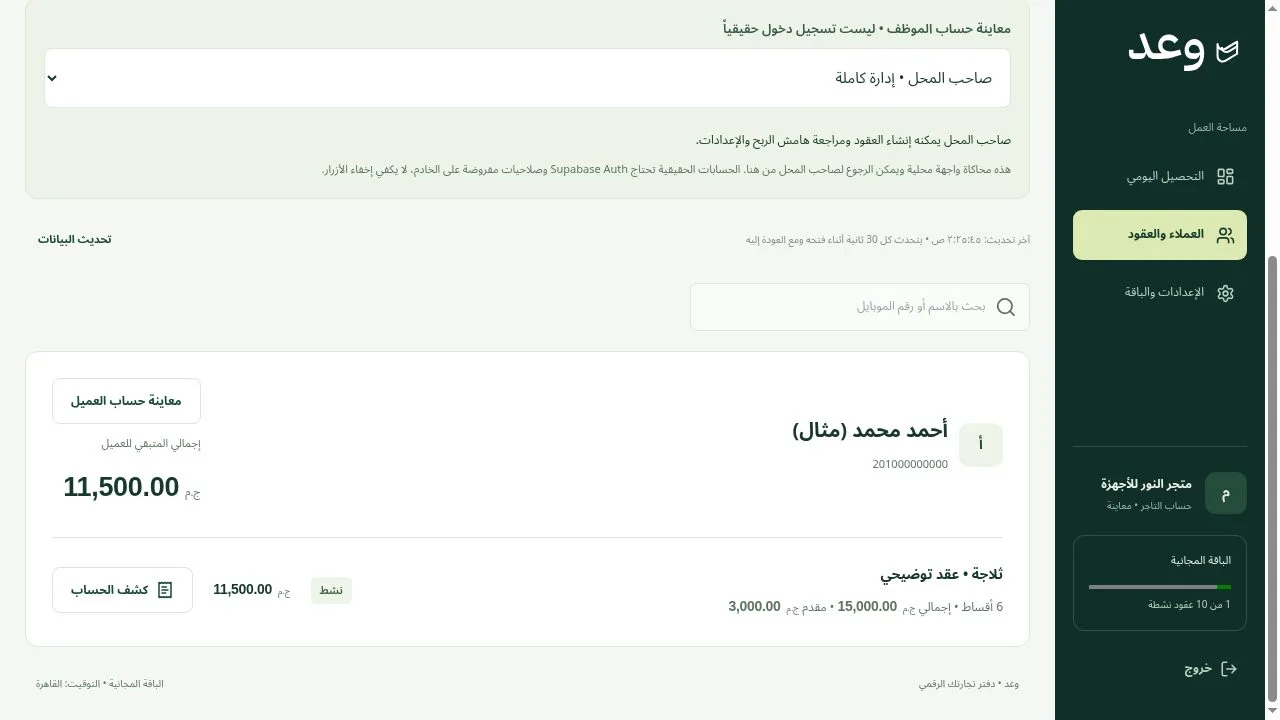 وعد
مساحة العمل
التحصيل اليومي
العملاء والعقود
الإعدادات والباقة
م
متجر النور للأجهزة
حساب التاجر • معاينة
الباقة المجانية
1 من 10 عقود نشطة
خروج
معاينة حساب الموظف • ليست تسجيل دخول حقيقياً
صاحب المحل • إدارة كاملة
صاحب المحل يمكنه إنشاء العقود ومراجعة هامش الربح والإعدادات.
هذه محاكاة واجهة محلية ويمكن الرجوع لصاحب المحل من هنا. الحسابات الحقيقية تحتاج Supabase Auth وصلاحيات مفروضة على الخادم، لا يكفي إخفاء الأزرار.
آخر تحديث: ٢:٢٥:٤٥ ص • يتحدث كل 30 ثانية أثناء فتحه ومع العودة إليه
تحديث البيانات
بحث بالاسم أو رقم الموبايل
أ
أحمد محمد (مثال)
201000000000
معاينة حساب العميل
إجمالي المتبقي للعميل
ج.م 11,500.00
ثلاجة • عقد توضيحي
6 أقساط • إجمالي ج.م 15,000.00 • مقدم ج.م 3,000.00
نشط
ج.م 11,500.00
كشف الحساب
وعد • دفتر تجارتك الرقمي
الباقة المجانية • التوقيت: القاهرة